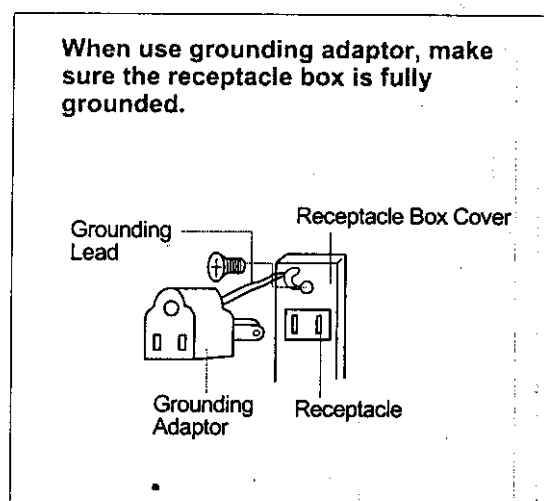 When use grounding adaptor, make
sure the receptacle box is fully
grounded.
Grounding
Lead
Receptacle Box Cover
Grounding
Adaptor
Receptacle